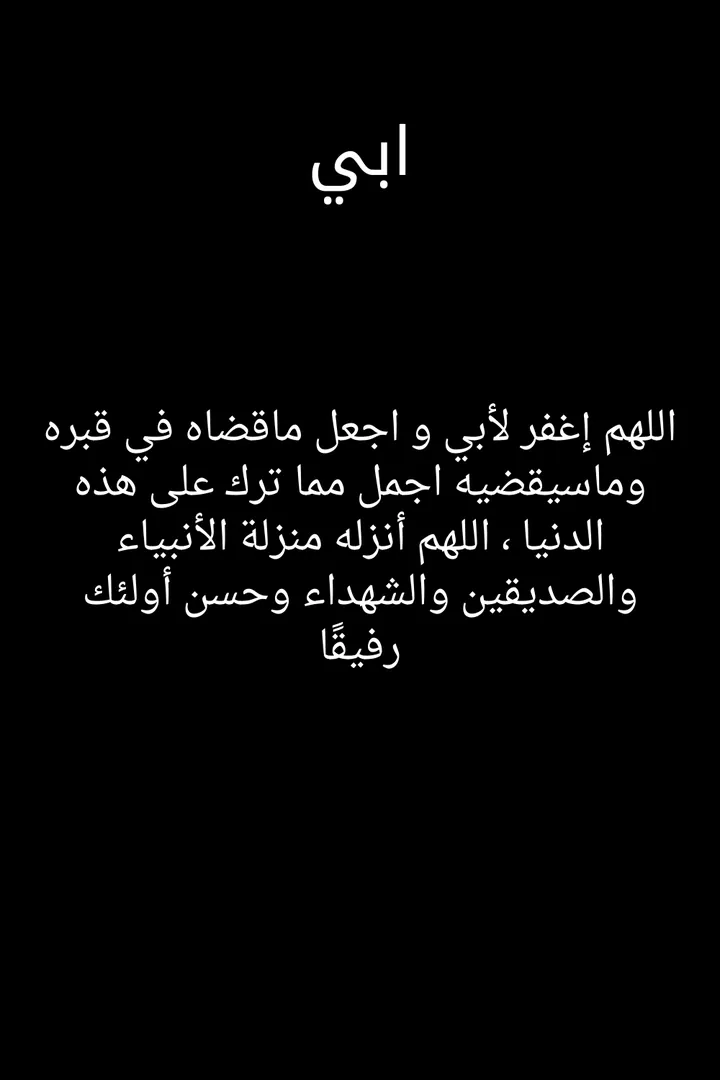 ابي
اللهم إغفر لأبي و اجعل ماقضاه في قبره
وماسيقضيه اجمل مما ترك على هذه
الدنيا ، اللهم أنزله منزلة الأنبياء
والصديقين والشهداء وحسن أولئك
رفيقًا